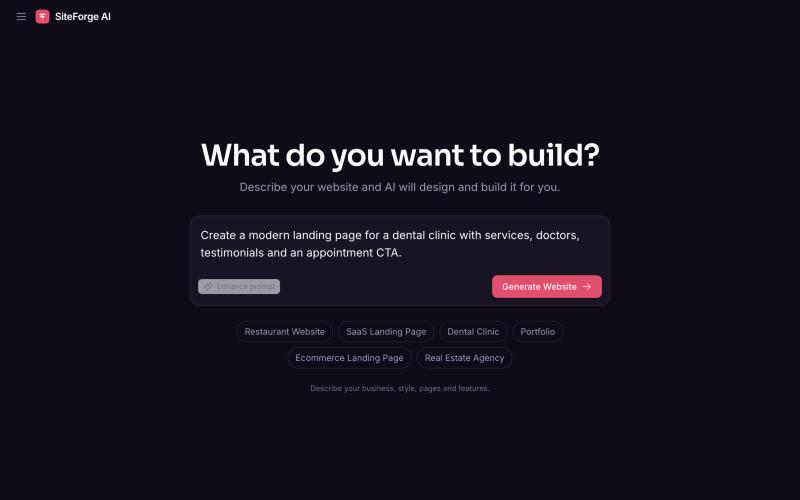 SiteForge AI
What do you want to build?
Describe your website and AI will design and build it for you.
Create a modern landing page for a dental clinic with services, doctors,
testimonials and an appointment CTA.
Enhance prompt
Generate Website
Restaurant Website
SaaS Landing Page
Dental Clinic
Portfolio
Ecommerce Landing Page
Real Estate Agency
Describe your business, style, pages and features.